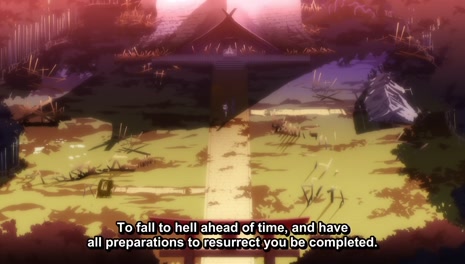 To fall to hell ahead of time, and have
all preparations to resurrect you be completed.